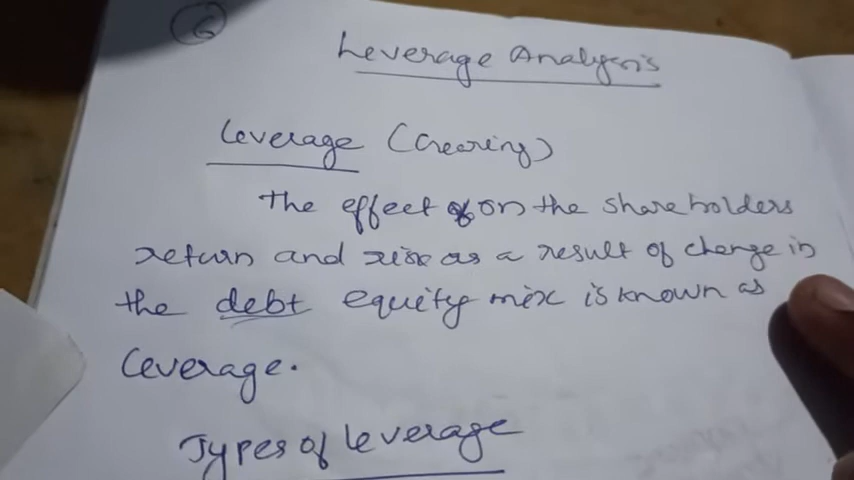 6
Leverage Analysis
Leverage (Gearing)
The effect on the shareholders
return and risk as a result of change in
the debt equity mix is known as
Leverage.
Types of leverage